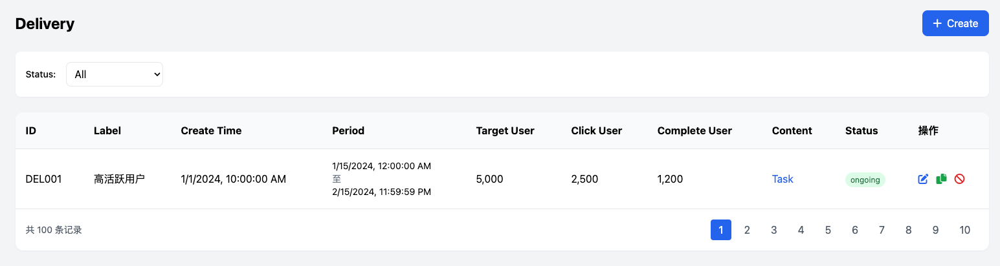 Delivery
+ Create
Status: All
ID Label Create Time Period Target User Click User Complete User Content Status 操作
DEL001 高活跃用户 1/1/2024, 10:00:00 AM 1/15/2024, 12:00:00 AM 5,000 2,500 1,200 Task ongoing
至
2/15/2024, 11:59:59 PM
共 100 条记录 1 2 3 4 5 6 7 8 9 10